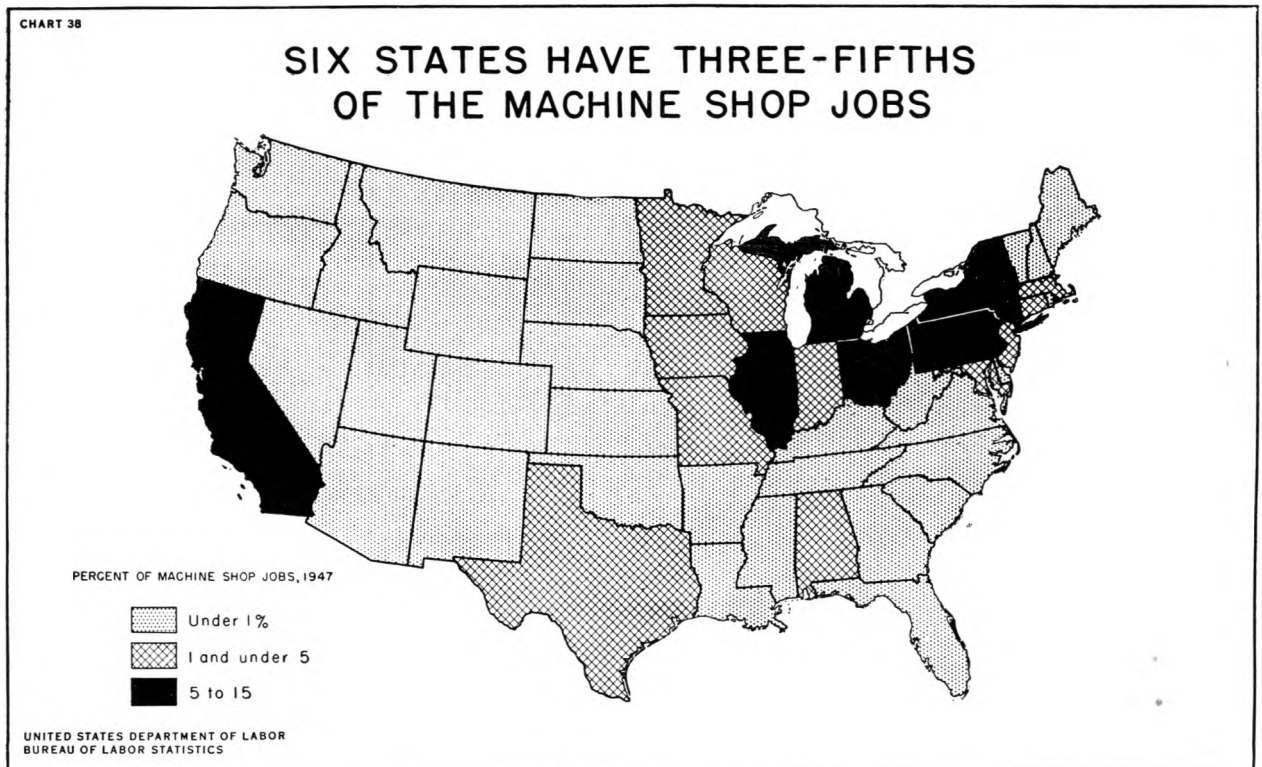 CHART 38
SIX STATES HAVE THREE-FIFTHS
OF THE MACHINE SHOP JOBS
PERCENT OF MACHINE SHOP JOBS, 1947
Under 1%
1 and under 5
5 to 15
UNITED STATES DEPARTMENT OF LABOR
BUREAU OF LABOR STATISTICS